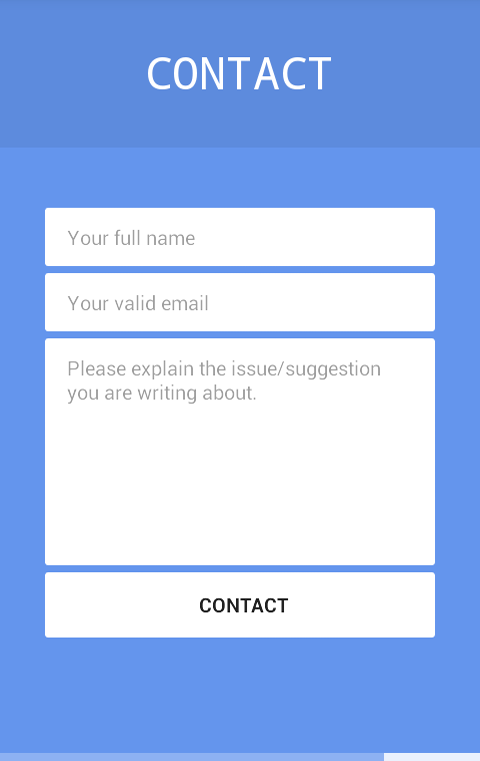 CONTACT
Your full name
Your valid email
Please explain the issue/suggestion
you are writing about.
CONTACT